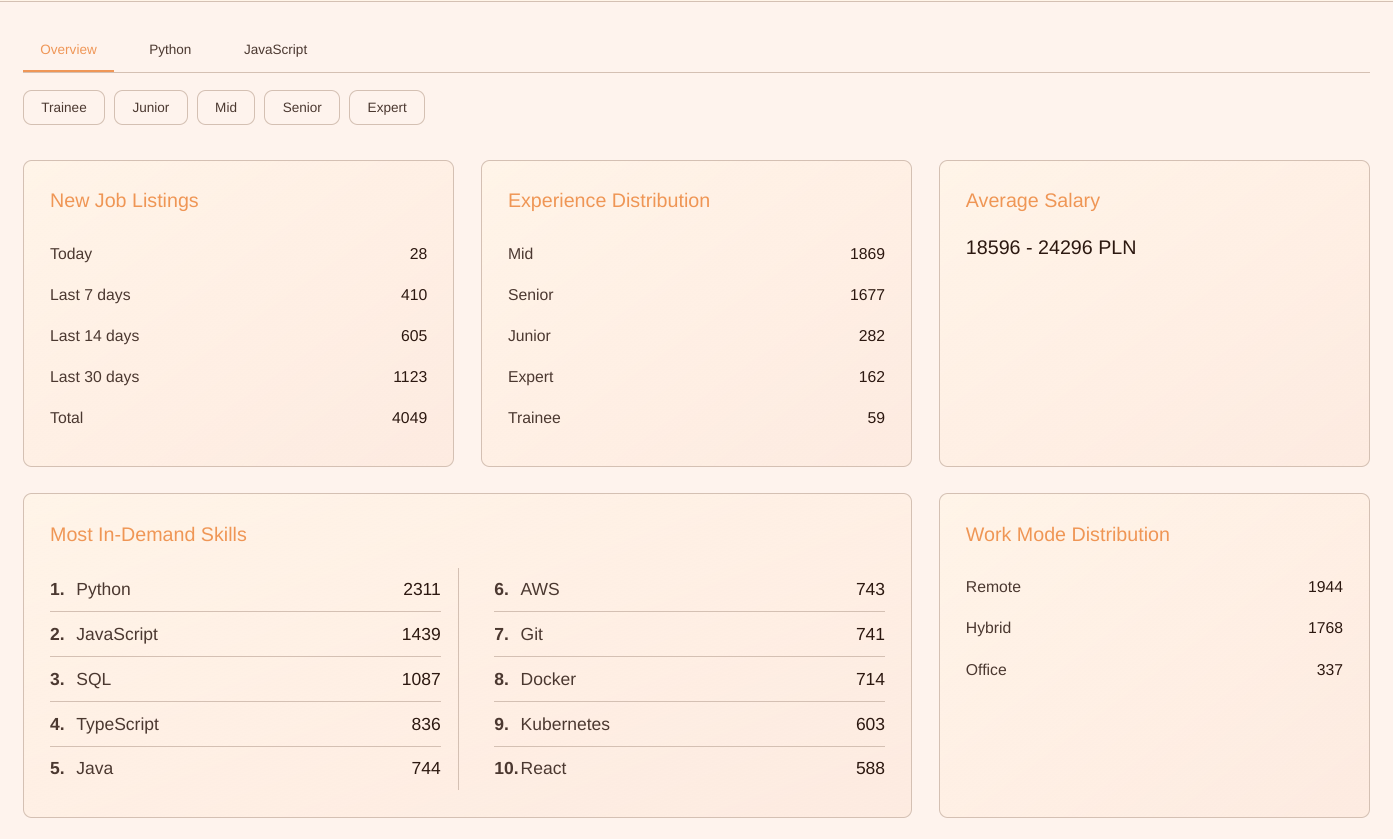 Overview Python JavaScript
Trainee Junior Mid Senior Expert
New Job Listings
Today 28
Last 7 days 410
Last 14 days 605
Last 30 days 1123
Total 4049
Experience Distribution
Mid 1869
Senior 1677
Junior 282
Expert 162
Trainee 59
Average Salary
18596 - 24296 PLN
Most In-Demand Skills
1. Python 2311
2. JavaScript 1439
3. SQL 1087
4. TypeScript 836
5. Java 744
6. AWS 743
7. Git 741
8. Docker 714
9. Kubernetes 603
10. React 588
Work Mode Distribution
Remote 1944
Hybrid 1768
Office 337